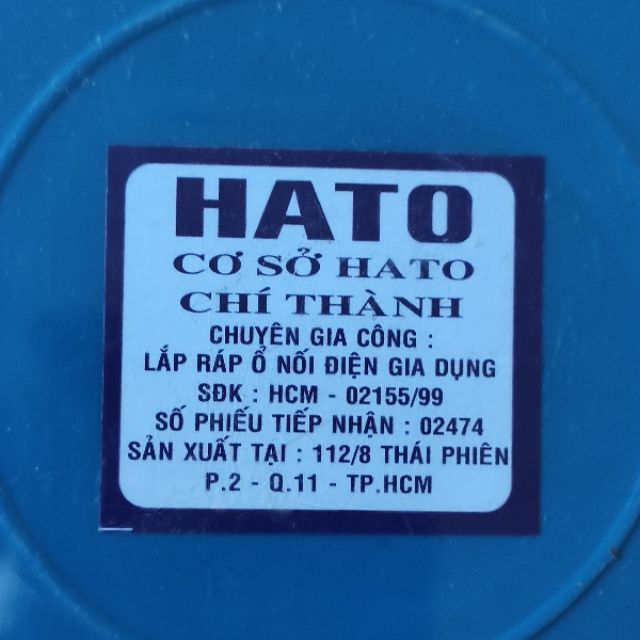 HATO
CƠ SỞ HATO
CHÍ THÀNH
CHUYÊN GIA CÔNG :
LẮP RÁP Ổ NỐI ĐIỆN GIA DỤNG
SĐK : HCM - 02155/99
SỐ PHIẾU TIẾP NHẬN : 02474
SẢN XUẤT TẠI : 112/8 THÁI PHIÊN
P.2 - Q.11 - TP.HCM